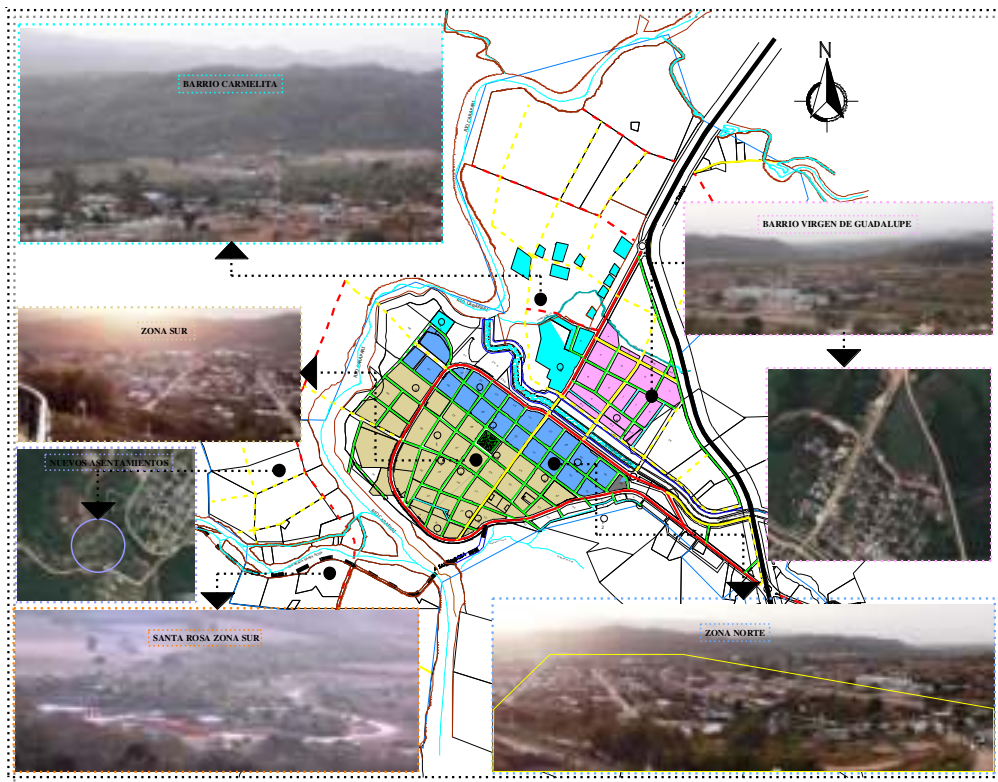 N
BARRIO CARMELITA
BARRIO VIRGEN DE GUADALUPE
ZONA SUR
NUEVOS ASENTAMIENTOS
SANTA ROSA ZONA SUR
ZONA NORTE